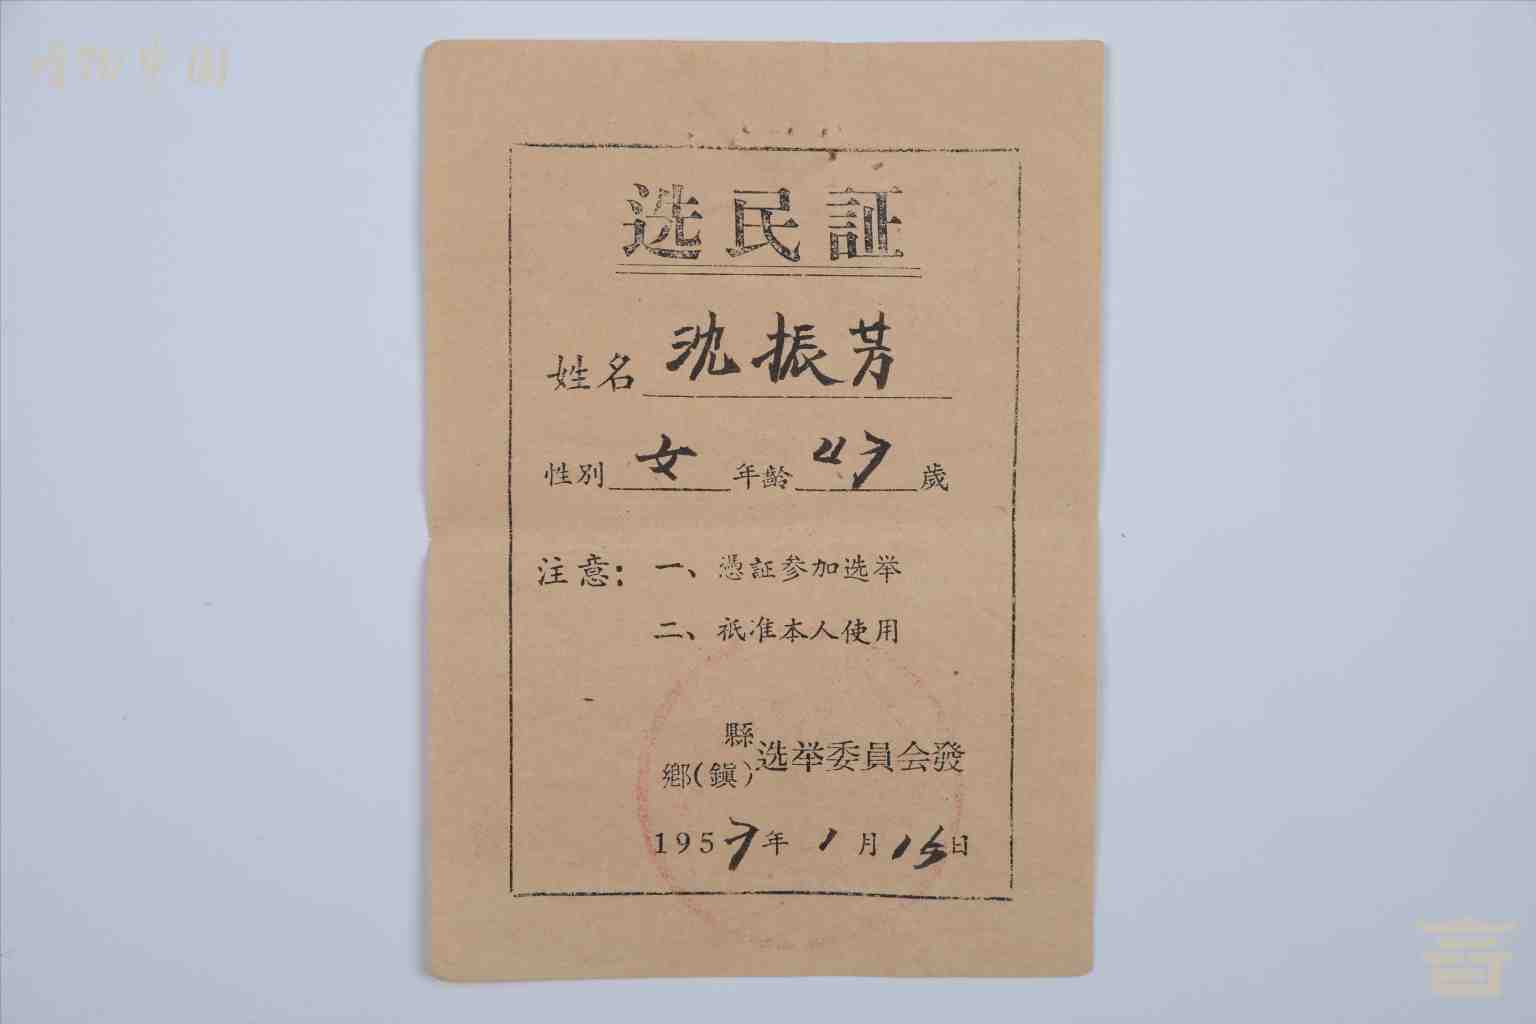 选民証
姓名 沈振芳
性別 女 年齡 47 歲
注意：一、憑証参加选举
二、祇准本人使用
縣
鄉(鎮)选举委員会發
1957年1月15日